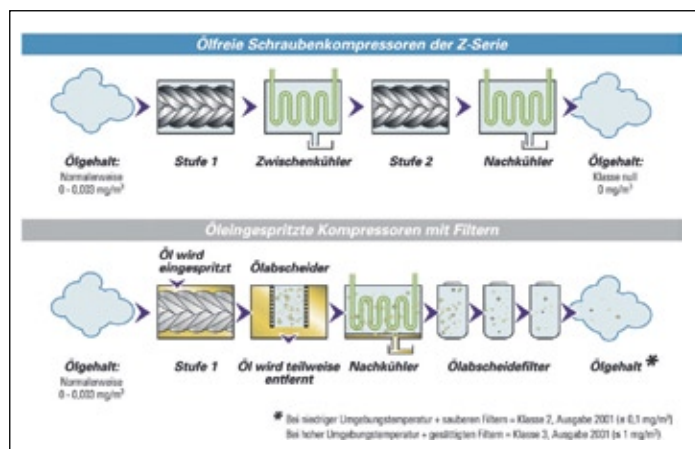 Ölfreie Schraubenkompressoren der Z-Serie
Ölgehalt:
Normalerweise
0 - 0,003 mg/m³
Stufe 1
Zwischenkühler
Stufe 2
Nachkühler
Ölgehalt:
Klasse null
0 mg/m³
Öleingespritzte Kompressoren mit Filtern
Öl wird
eingespritzt
Ölabscheider
Ölgehalt:
Normalerweise
0 - 0,003 mg/m³
Stufe 1
Öl wird teilweise
entfernt
Nachkühler
Ölabscheidefilter
Ölgehalt *
* Bei niedriger Umgebungstemperatur + sauberen Filtern = Klasse 2, Ausgabe 2001 (≤ 0,1 mg/m³)
Bei hoher Umgebungstemperatur + gesättigten Filtern = Klasse 3, Ausgabe 2001 (≤ 1 mg/m³)